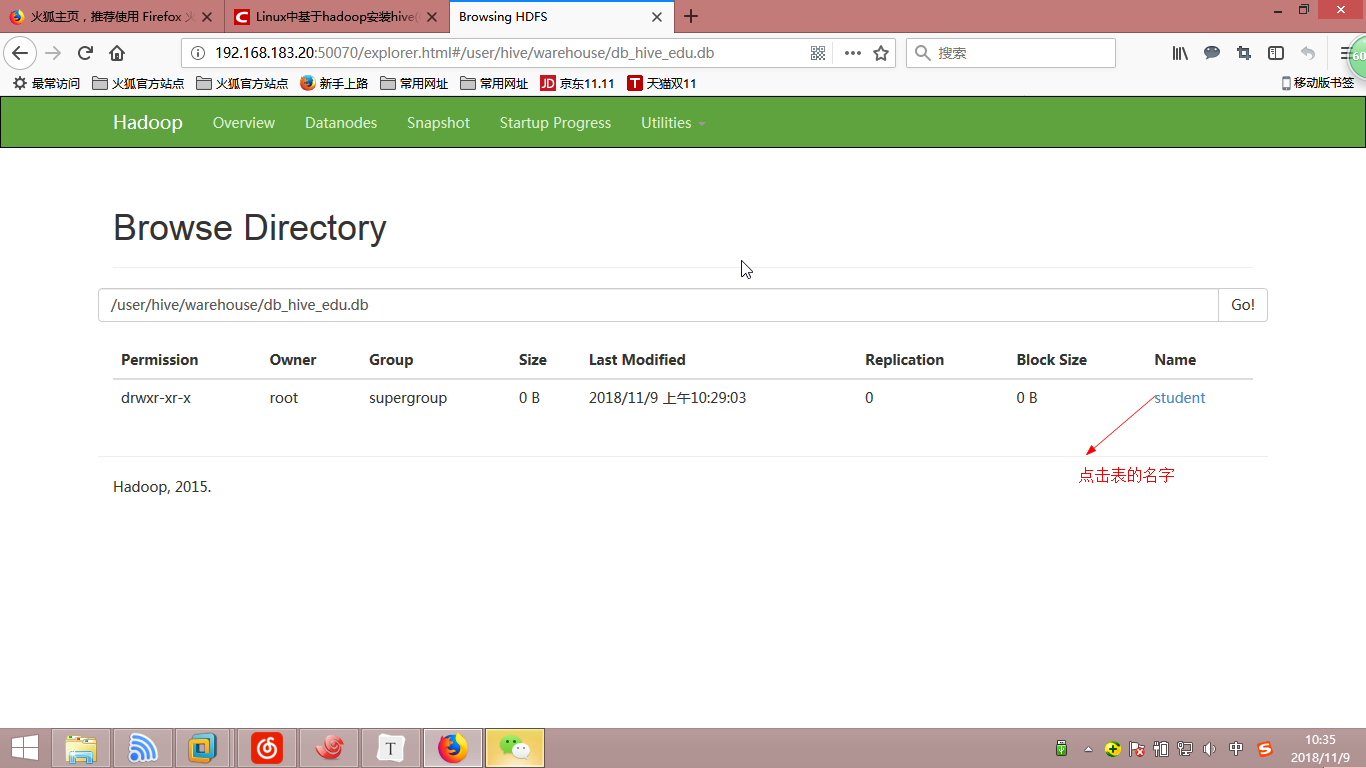 火狐主页，推荐使用 Firefox
Linux中基于hadoop安装hive(
Browsing HDFS
192.168.183.20:50070/explorer.html#/user/hive/warehouse/db_hive_edu.db
搜索
60
最常访问 火狐官方站点 火狐官方站点 新手上路 常用网址 常用网址 JD 京东11.11 T 天猫双11 移动版书签
Hadoop Overview Datanodes Snapshot Startup Progress Utilities
Browse Directory
/user/hive/warehouse/db_hive_edu.db Go!
Permission Owner Group Size Last Modified Replication Block Size Name
drwxr-xr-x root supergroup 0 B 2018/11/9 上午10:29:03 0 0 B student
点击表的名字
Hadoop, 2015.
T
中
S
10:35
2018/11/9